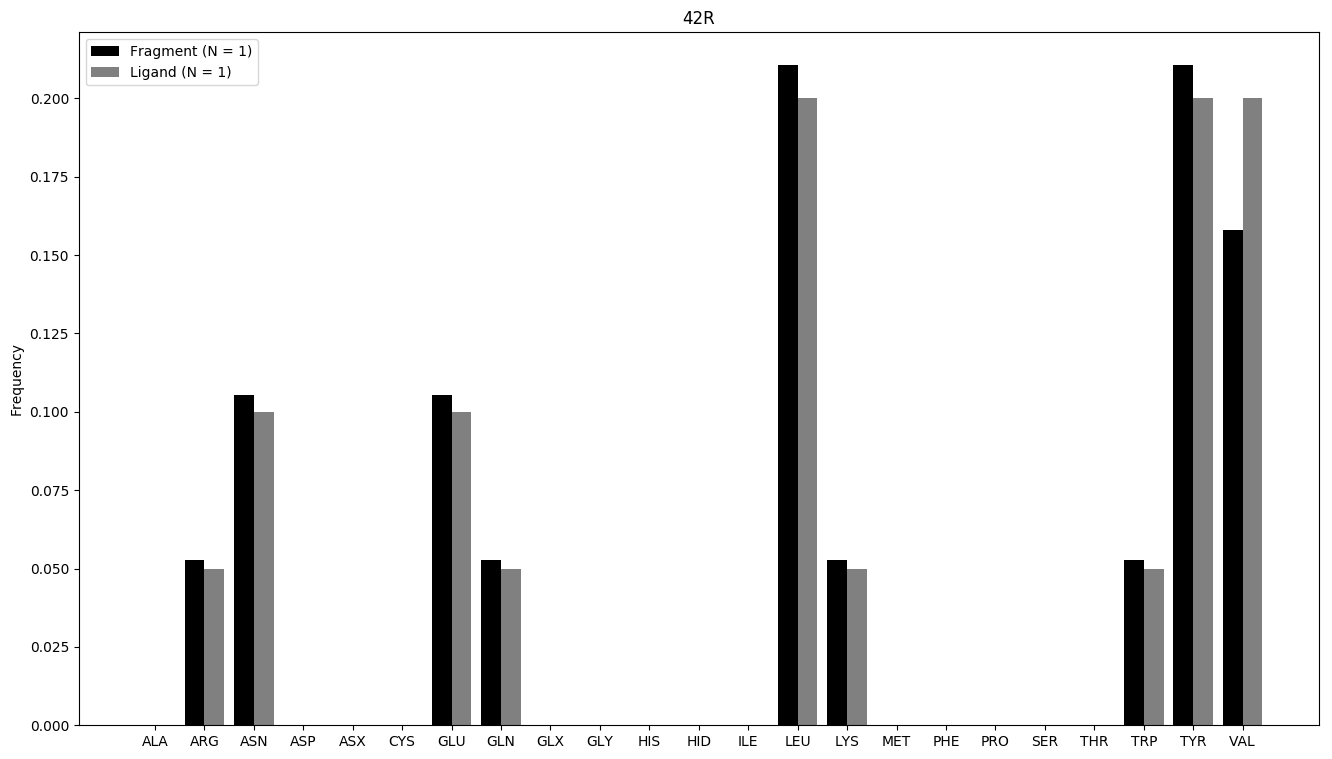 42R
Fragment (N = 1)
Ligand (N = 1)
Frequency
0.200
0.175
0.150
0.125
0.100
0.075
0.050
0.025
0.000
ALA ARG ASN ASP ASX CYS GLU GLN GLX GLY HIS HID ILE LEU LYS MET PHE PRO SER THR TRP TYR VAL